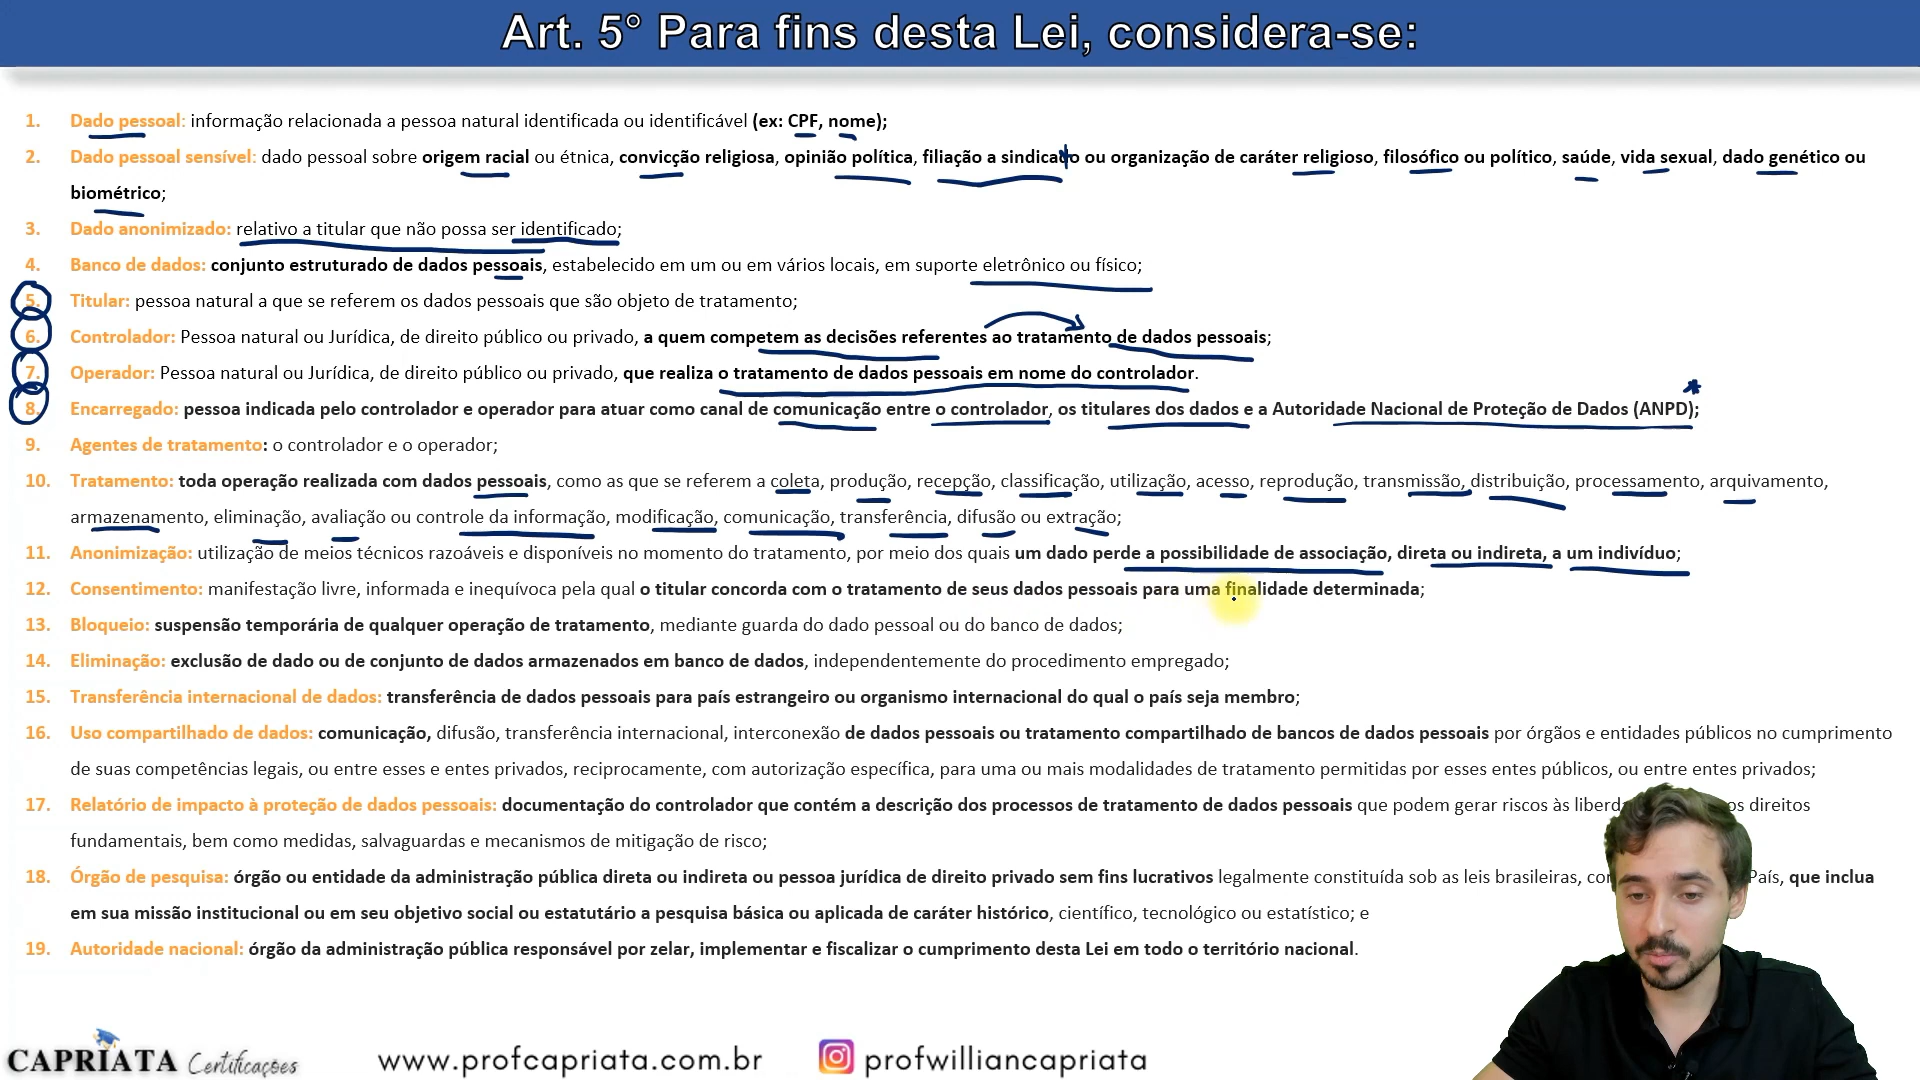 Art. 5° Para fins desta Lei, considera-se:
1. Dado pessoal: informação relacionada a pessoa natural identificada ou identificável (ex: CPF, nome);
2. Dado pessoal sensível: dado pessoal sobre origem racial ou étnica, convicção religiosa, opinião política, filiação a sindicato ou organização de caráter religioso, filosófico ou político, saúde, vida sexual, dado genético ou
biométrico;
3. Dado anonimizado: relativo a titular que não possa ser identificado;
4. Banco de dados: conjunto estruturado de dados pessoais, estabelecido em um ou em vários locais, em suporte eletrônico ou físico;
5. Titular: pessoa natural a que se referem os dados pessoais que são objeto de tratamento;
6. Controlador: Pessoa natural ou Jurídica, de direito público ou privado, a quem competem as decisões referentes ao tratamento de dados pessoais;
7. Operador: Pessoa natural ou Jurídica, de direito público ou privado, que realiza o tratamento de dados pessoais em nome do controlador.
8. Encarregado: pessoa indicada pelo controlador e operador para atuar como canal de comunicação entre o controlador, os titulares dos dados e a Autoridade Nacional de Proteção de Dados (ANPD);
9. Agentes de tratamento: o controlador e o operador;
10. Tratamento: toda operação realizada com dados pessoais, como as que se referem a coleta, produção, recepção, classificação, utilização, acesso, reprodução, transmissão, distribuição, processamento, arquivamento,
armazenamento, eliminação, avaliação ou controle da informação, modificação, comunicação, transferência, difusão ou extração;
11. Anonimização: utilização de meios técnicos razoáveis e disponíveis no momento do tratamento, por meio dos quais um dado perde a possibilidade de associação, direta ou indireta, a um indivíduo;
12. Consentimento: manifestação livre, informada e inequívoca pela qual o titular concorda com o tratamento de seus dados pessoais para uma finalidade determinada;
13. Bloqueio: suspensão temporária de qualquer operação de tratamento, mediante guarda do dado pessoal ou do banco de dados;
14. Eliminação: exclusão de dado ou de conjunto de dados armazenados em banco de dados, independentemente do procedimento empregado;
15. Transferência internacional de dados: transferência de dados pessoais para país estrangeiro ou organismo internacional do qual o país seja membro;
16. Uso compartilhado de dados: comunicação, difusão, transferência internacional, interconexão de dados pessoais ou tratamento compartilhado de bancos de dados pessoais por órgãos e entidades públicos no cumprimento
de suas competências legais, ou entre esses e entes privados, reciprocamente, com autorização específica, para uma ou mais modalidades de tratamento permitidas por esses entes públicos, ou entre entes privados;
17. Relatório de impacto à proteção de dados pessoais: documentação do controlador que contém a descrição dos processos de tratamento de dados pessoais que podem gerar riscos às direitos
fundamentais, bem como medidas, salvaguardas e mecanismos de mitigação de risco;
18. Órgão de pesquisa: órgão ou entidade da administração pública direta ou indireta ou pessoa jurídica de direito privado sem fins lucrativos legalmente constituída sob as leis brasileiras, País, que inclua
em sua missão institucional ou em seu objetivo social ou estatutário a pesquisa básica ou aplicada de caráter histórico, científico, tecnológico ou estatístico; e
19. Autoridade nacional: órgão da administração pública responsável por zelar, implementar e fiscalizar o cumprimento desta Lei em todo o território nacional.
CAPRIATA Certificações www.profcapriata.com.br profwilliancapriata